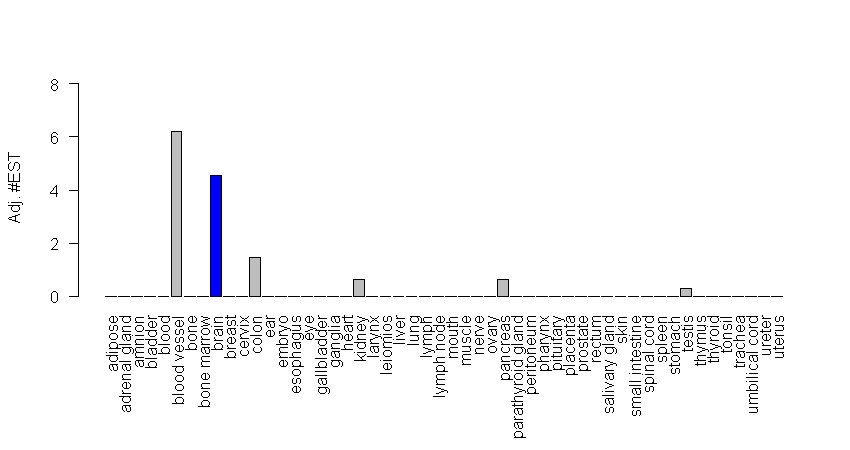 Adj. #EST
8
6
4
2
0
adipose
adrenal gland
amnion
bladder
blood
blood vessel
bone
bone marrow
brain
breast
cervix
colon
ear
embryo
esophagus
eye
gallbladder
ganglia
heart
kidney
larynx
leiomios
liver
lung
lymph
lymph node
mouth
muscle
nerve
ovary
pancreas
parathyroid gland
peritoneum
pharynx
pituitary
placenta
prostate
rectum
salivary gland
skin
small intestine
spinal cord
spleen
stomach
testis
thymus
thyroid
tonsil
trachea
umbilical cord
ureter
uterus